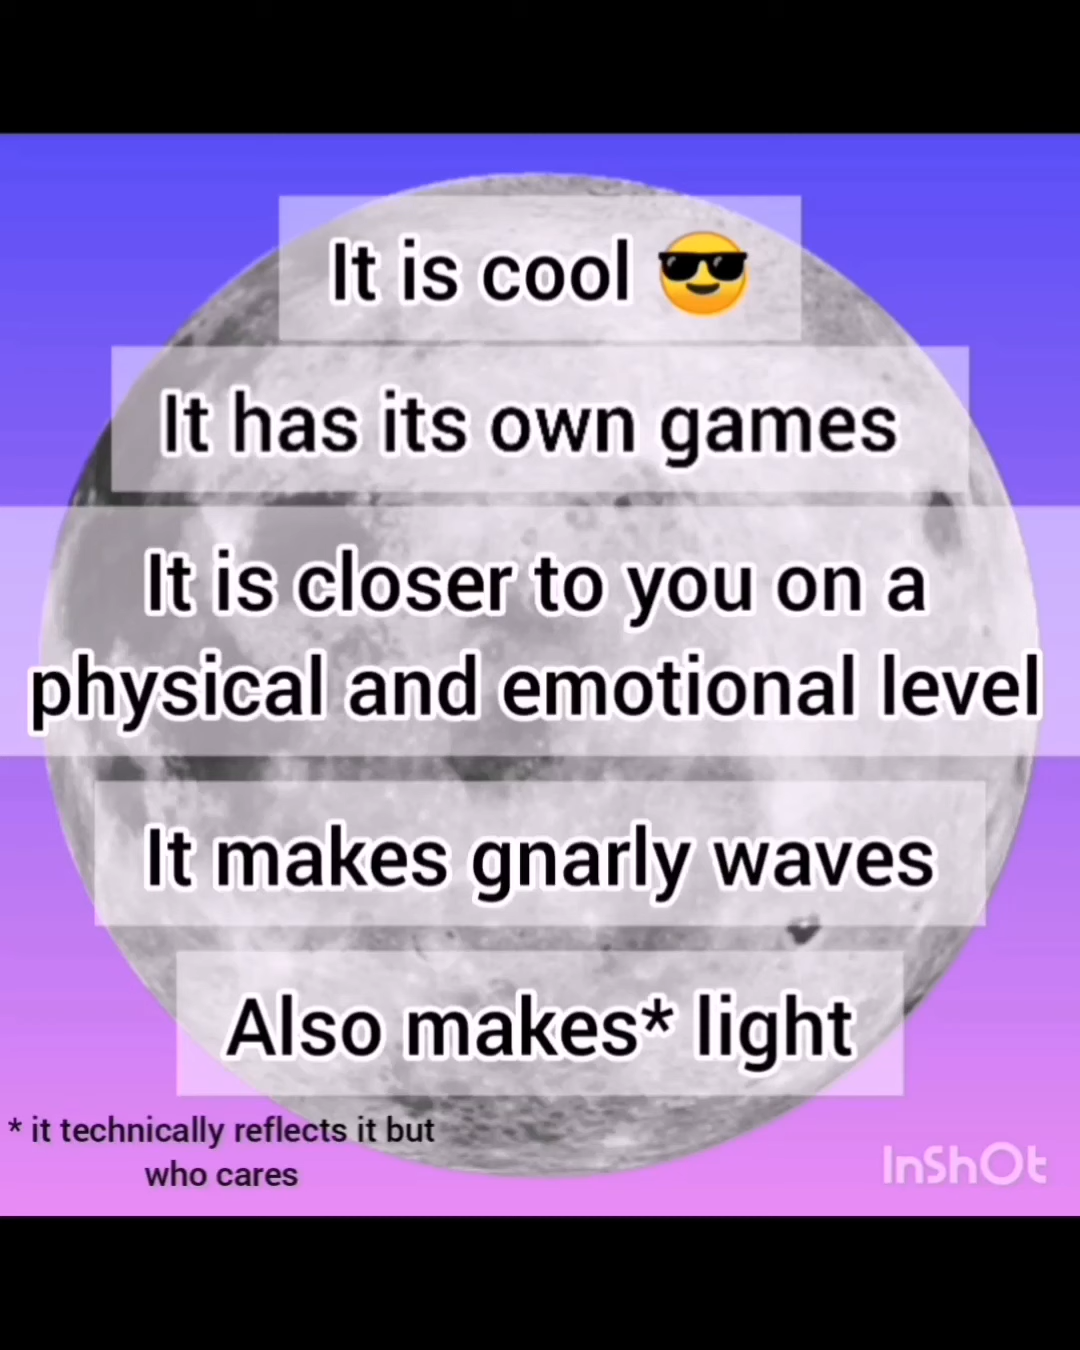 It is cool 😎
It has its own games
It is closer to you on a
physical and emotional level
It makes gnarly waves
Also makes* light
* it technically reflects it but
who cares
InShOt